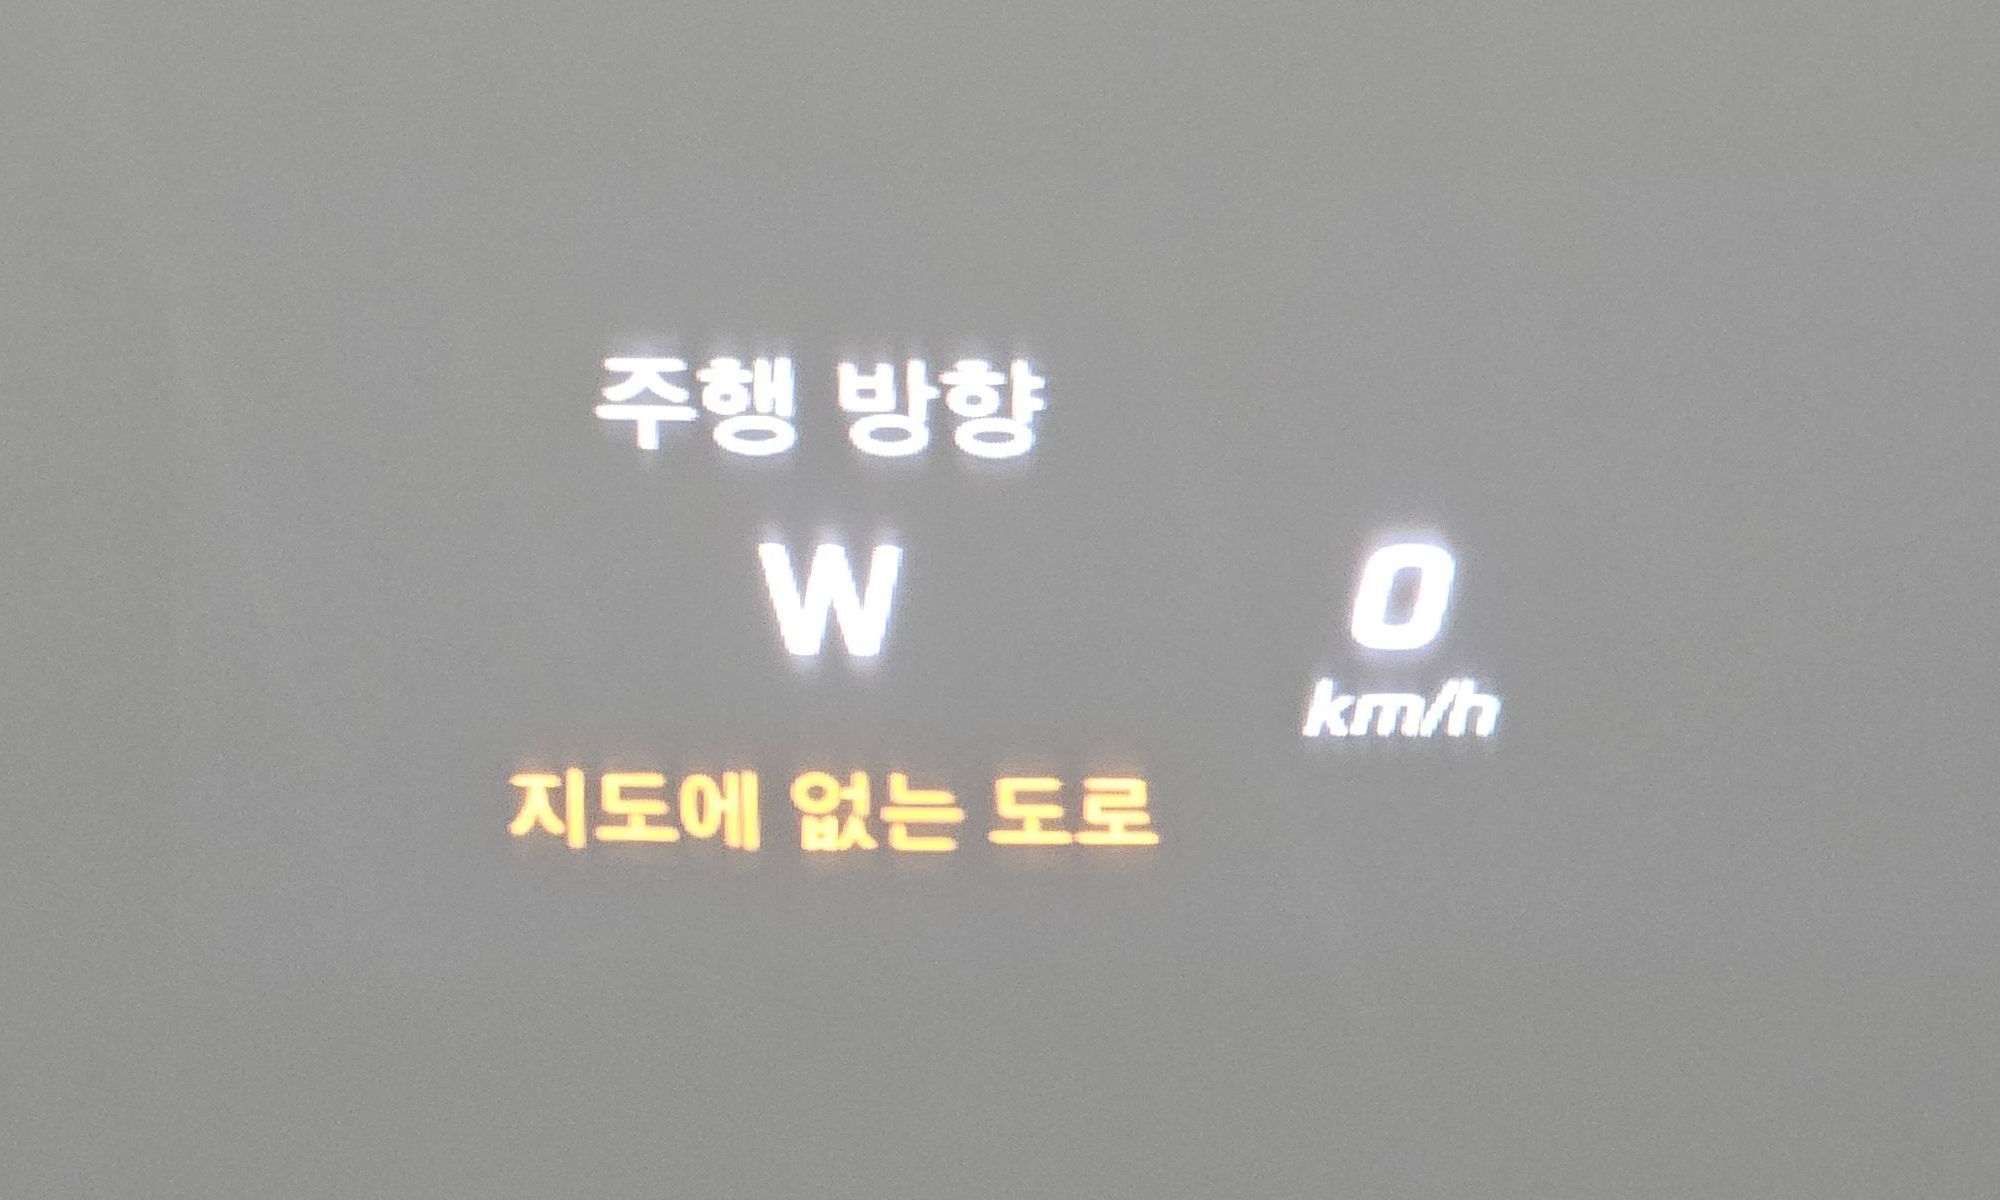 주행 방향
W
0
km/h
지도에 없는 도로